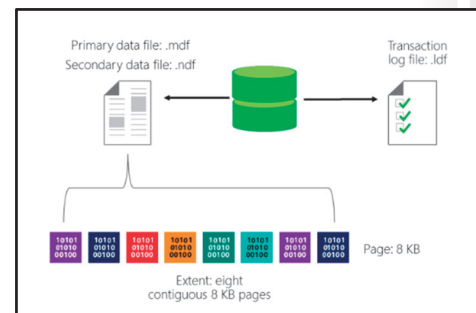 Primary data file: .mdf
Secondary data file: .ndf
Transaction
log file: .ldf
10101 10101 10101 10101 10101 10101 10101 10101
01010 01010 01010 01010 01010 01010 01010 01010
00100 00100 00100 00100 00100 00100 00100 00100
Page: 8 KB
Extent: eight
contiguous 8 KB pages